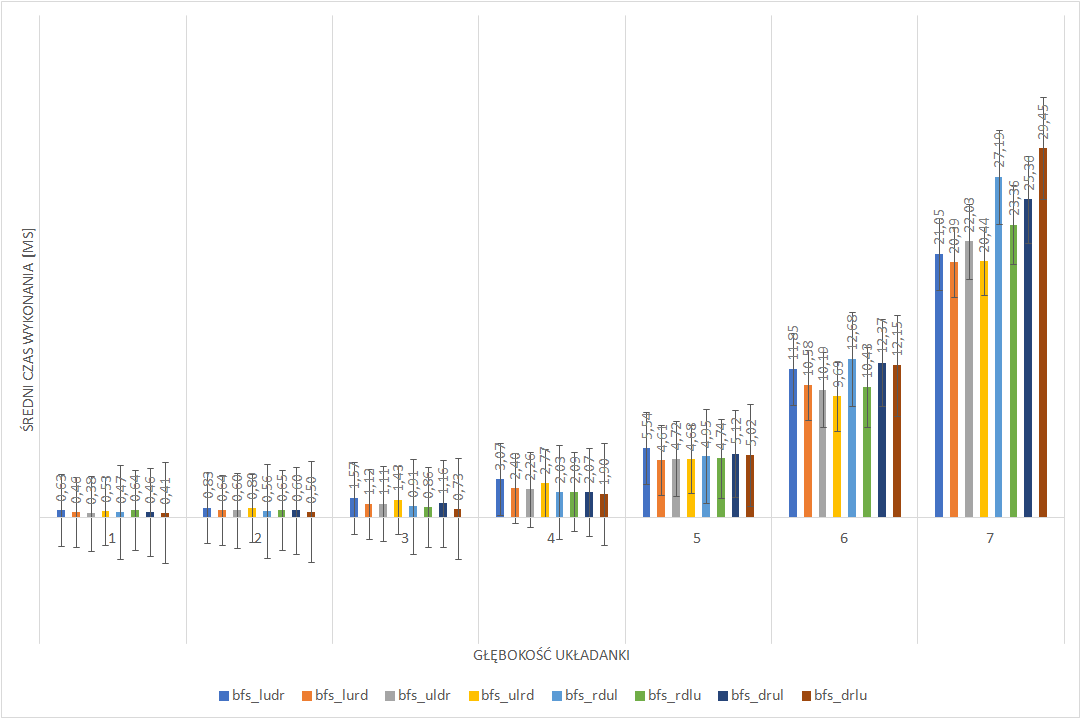 ŚREDNI CZAS WYKONANIA [MS]
0,63 0,46 0,38 0,53 0,47 0,64 0,46 0,41
0,83 0,64 0,60 0,80 0,56 0,65 0,60 0,50
1,57 1,12 1,11 1,43 0,91 0,86 1,16 0,73
3,07 2,40 2,26 2,77 2,03 2,09 2,07 1,90
5,54 4,61 4,72 4,68 4,95 4,74 5,12 5,02
11,85 10,58 10,19 9,69 12,68 10,43 12,37 12,15
21,05 20,39 22,03 20,44 27,19 23,36 25,30 29,45
1 2 3 4 5 6 7
GŁĘBOKOŚĆ UKŁADANKI
bfs_ludr bfs_lurd bfs_uldr bfs_ulrd bfs_rdul bfs_rdlu bfs_drul bfs_drlu